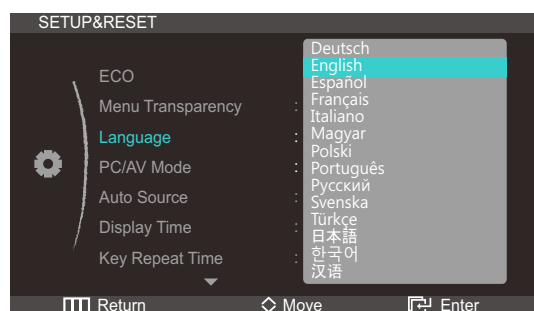 SETUP&RESET
ECO
Menu Transparency :
Language :
PC/AV Mode :
Auto Source :
Display Time :
Key Repeat Time :
Deutsch
English
Español
Français
Italiano
Magyar
Polski
Português
Русский
Svenska
Türkçe
日本語
한국어
汉语
Return
Move
Enter